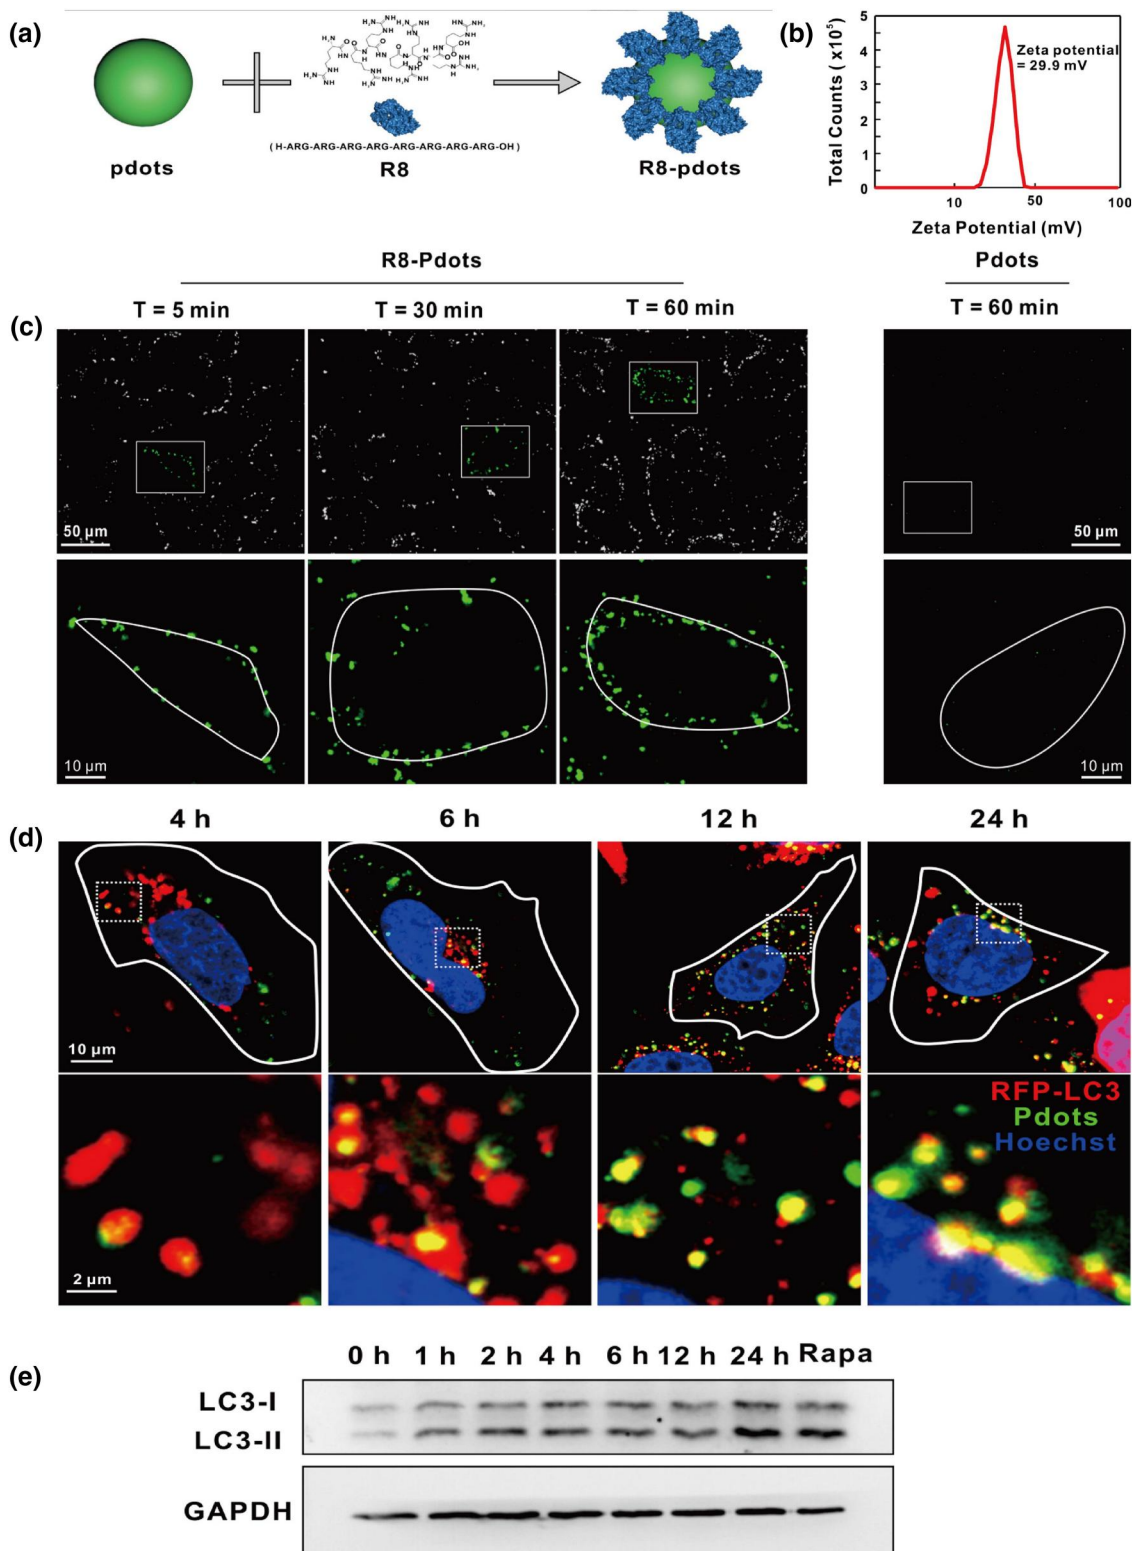 (a)
pdots
R8
( H-ARG-ARG-ARG-ARG-ARG-ARG-ARG-ARG-OH )
R8-pdots
(b)
Total Counts ( x10⁵)
5
4
3
2
1
0
Zeta potential
= 29.9 mV
10 50 100
Zeta Potential (mV)
R8-Pdots Pdots
(c)
T = 5 min T = 30 min T = 60 min T = 60 min
50 μm 50 μm
10 μm 10 μm
(d)
4 h 6 h 12 h 24 h
10 μm
RFP-LC3
Pdots
Hoechst
2 μm
(e)
0 h 1 h 2 h 4 h 6 h 12 h 24 h Rapa
LC3-I
LC3-II
GAPDH